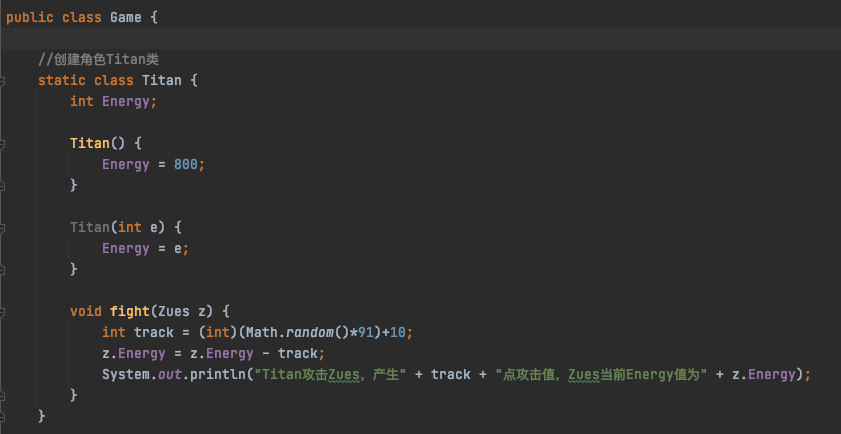 public class Game {
//创建角色Titan类
static class Titan {
int Energy;
Titan() {
Energy = 800;
}
Titan(int e) {
Energy = e;
}
void fight(Zues z) {
int track = (int)(Math.random()*91)+10;
z.Energy = z.Energy - track;
System.out.println("Titan攻击Zues，产生" + track + "点攻击值，Zues当前Energy值为" + z.Energy);
}
}